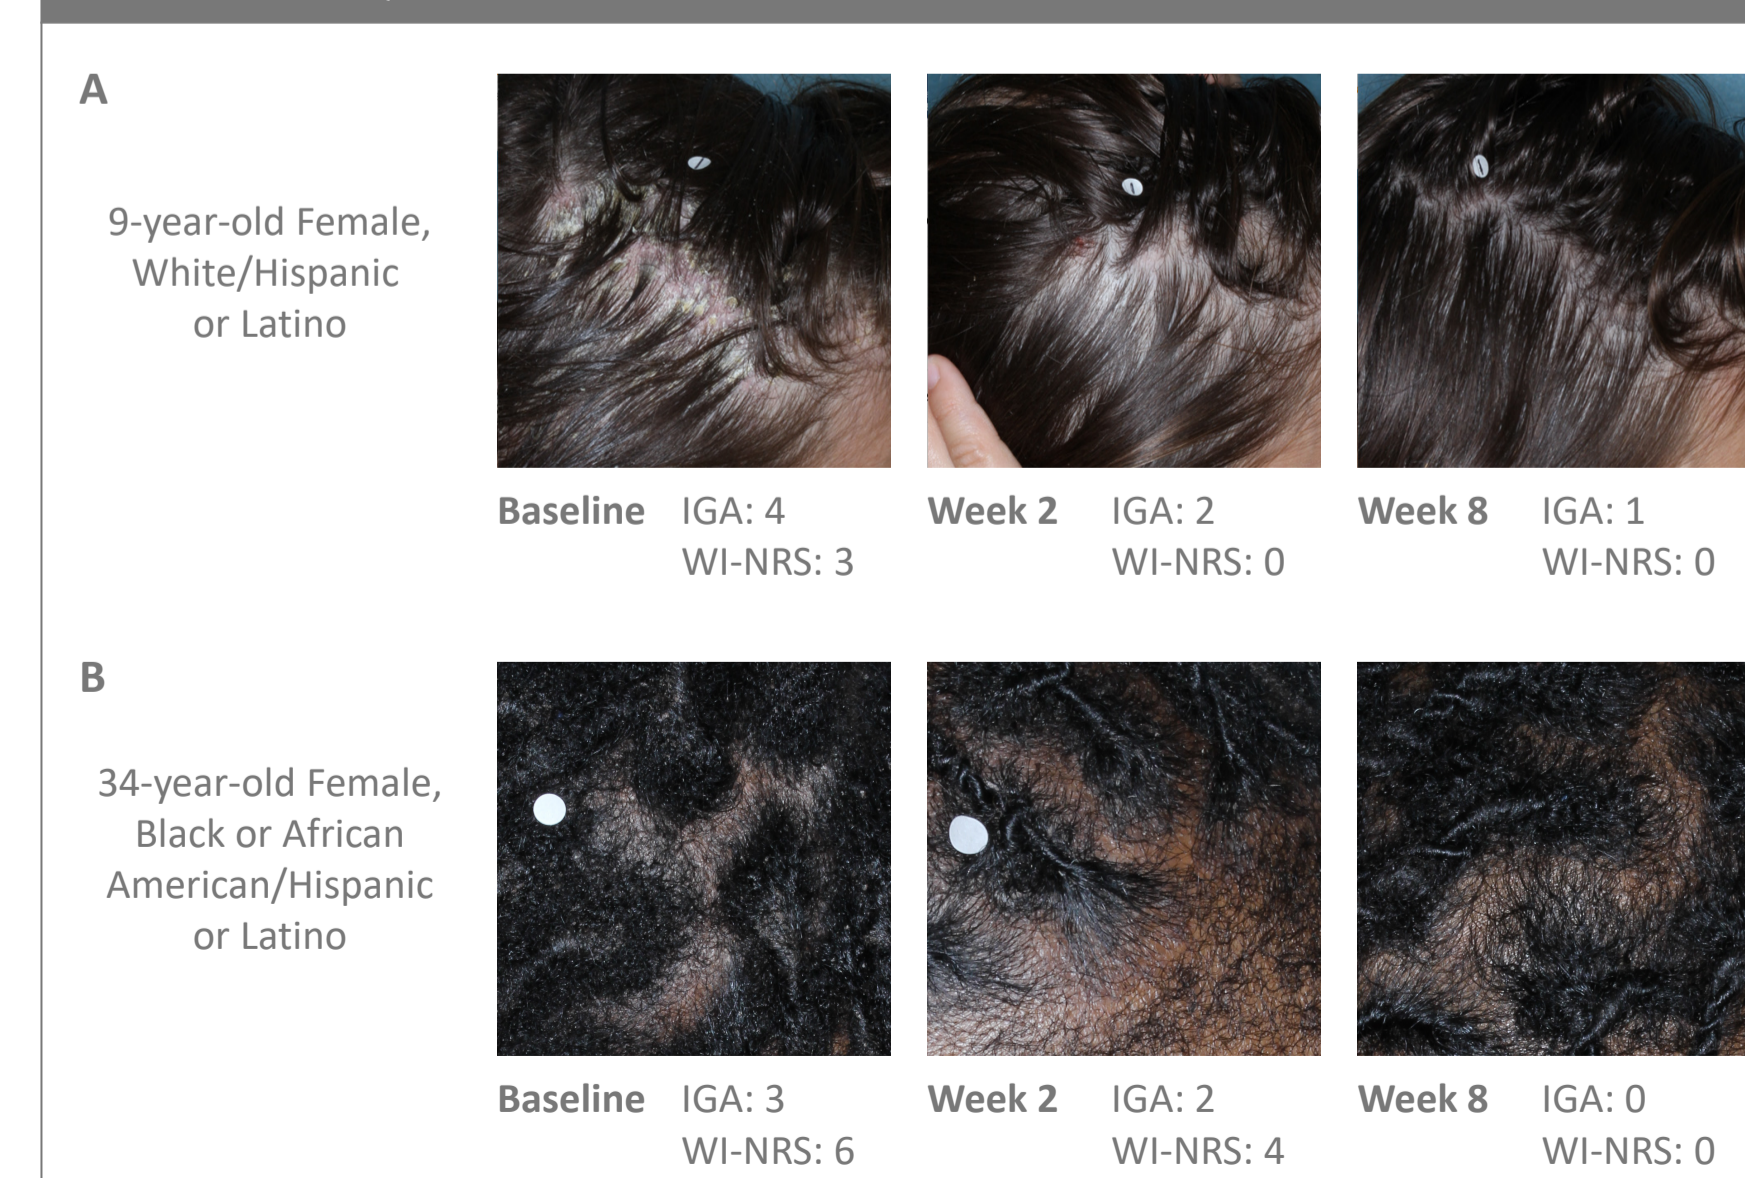 A
9-year-old Female,
White/Hispanic
or Latino
Baseline IGA: 4
WI-NRS: 3
Week 2 IGA: 2
WI-NRS: 0
Week 8 IGA: 1
WI-NRS: 0
B
34-year-old Female,
Black or African
American/Hispanic
or Latino
Baseline IGA: 3
WI-NRS: 6
Week 2 IGA: 2
WI-NRS: 4
Week 8 IGA: 0
WI-NRS: 0